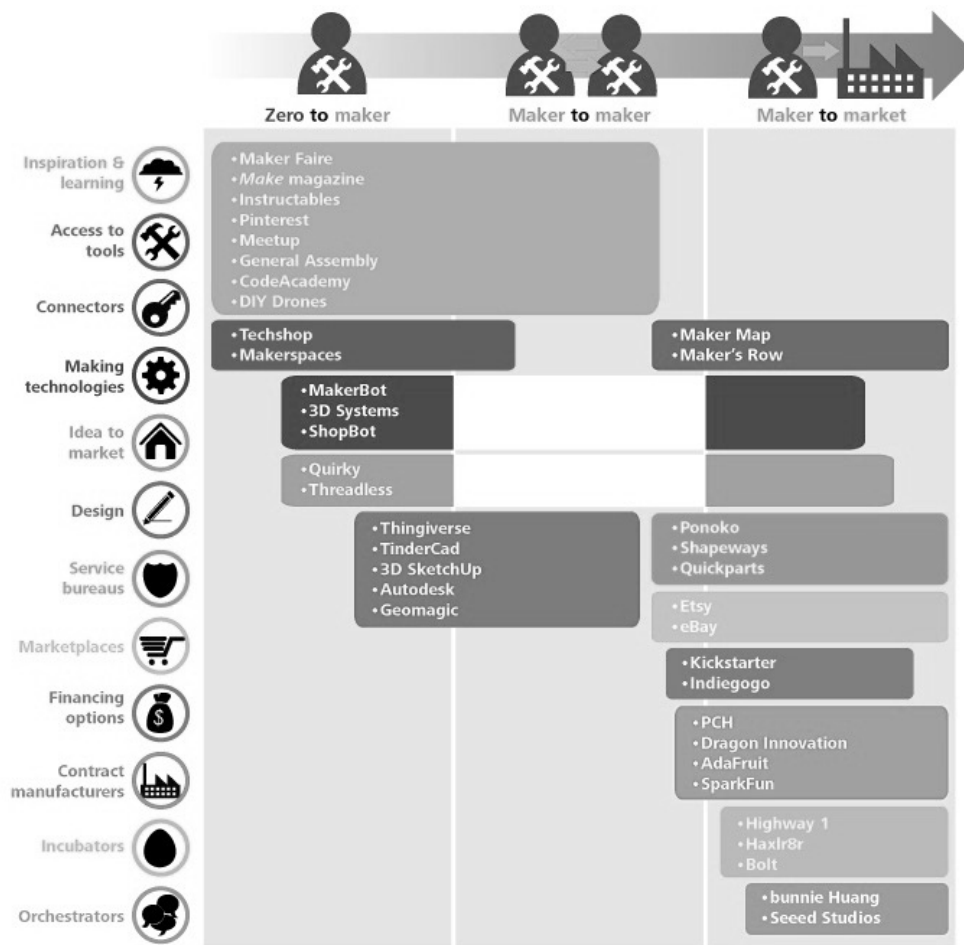 Zero to maker
Maker to maker
Maker to market
Inspiration &
learning
Access to
tools
Connectors
Making
technologies
Idea to
market
Design
Service
bureaus
Marketplaces
Financing
options
$
Contract
manufacturers
Incubators
Orchestrators
•Maker Faire
•Make magazine
•Instructables
•Pinterest
•Meetup
•General Assembly
•CodeAcademy
•DIY Drones
•Techshop
•Makerspaces
•Maker Map
•Maker's Row
•MakerBot
•3D Systems
•ShopBot
•Quirky
•Threadless
•Thingiverse
•TinderCad
•3D SketchUp
•Autodesk
•Geomagic
•Ponoko
•Shapeways
•Quickparts
•Etsy
•eBay
•Kickstarter
•Indiegogo
•PCH
•Dragon Innovation
•AdaFruit
•SparkFun
•Highway 1
•Haxlr8r
•Bolt
•bunnie Huang
•Seeed Studios